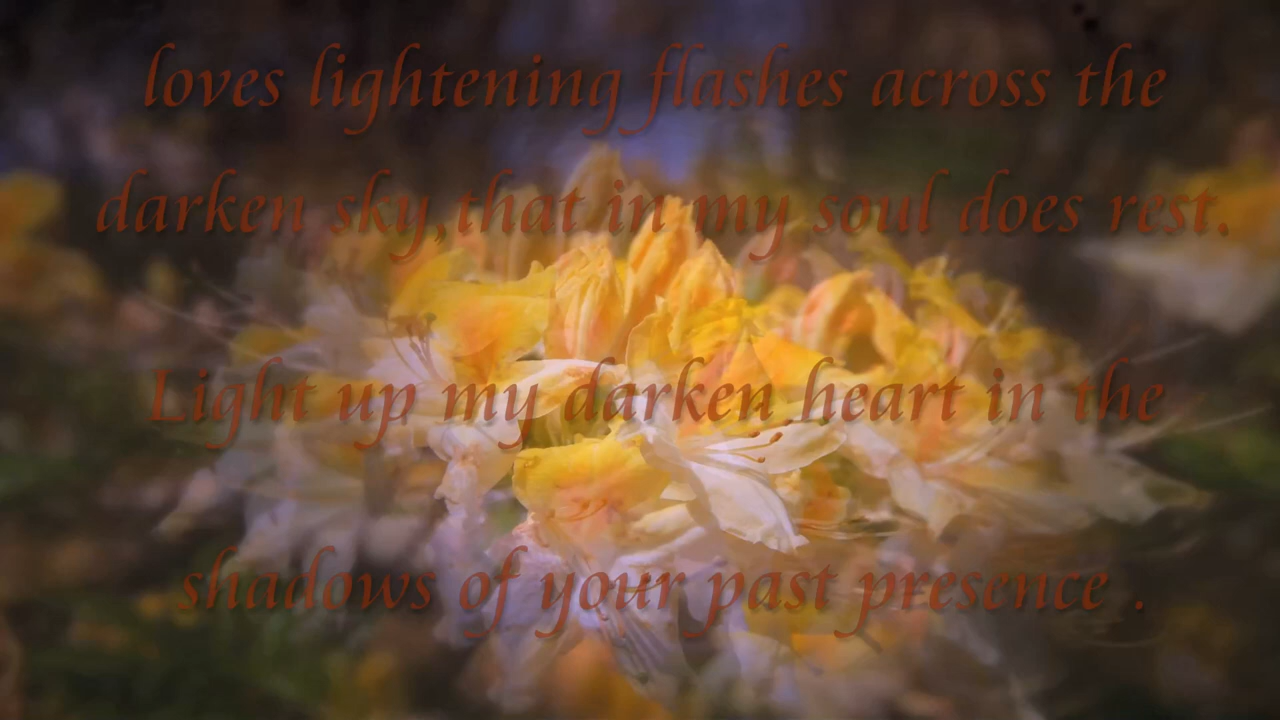 loves lightening flashes across the
darken sky,that in my soul does rest.
Light up my darken heart in the
shadows of your past presence .